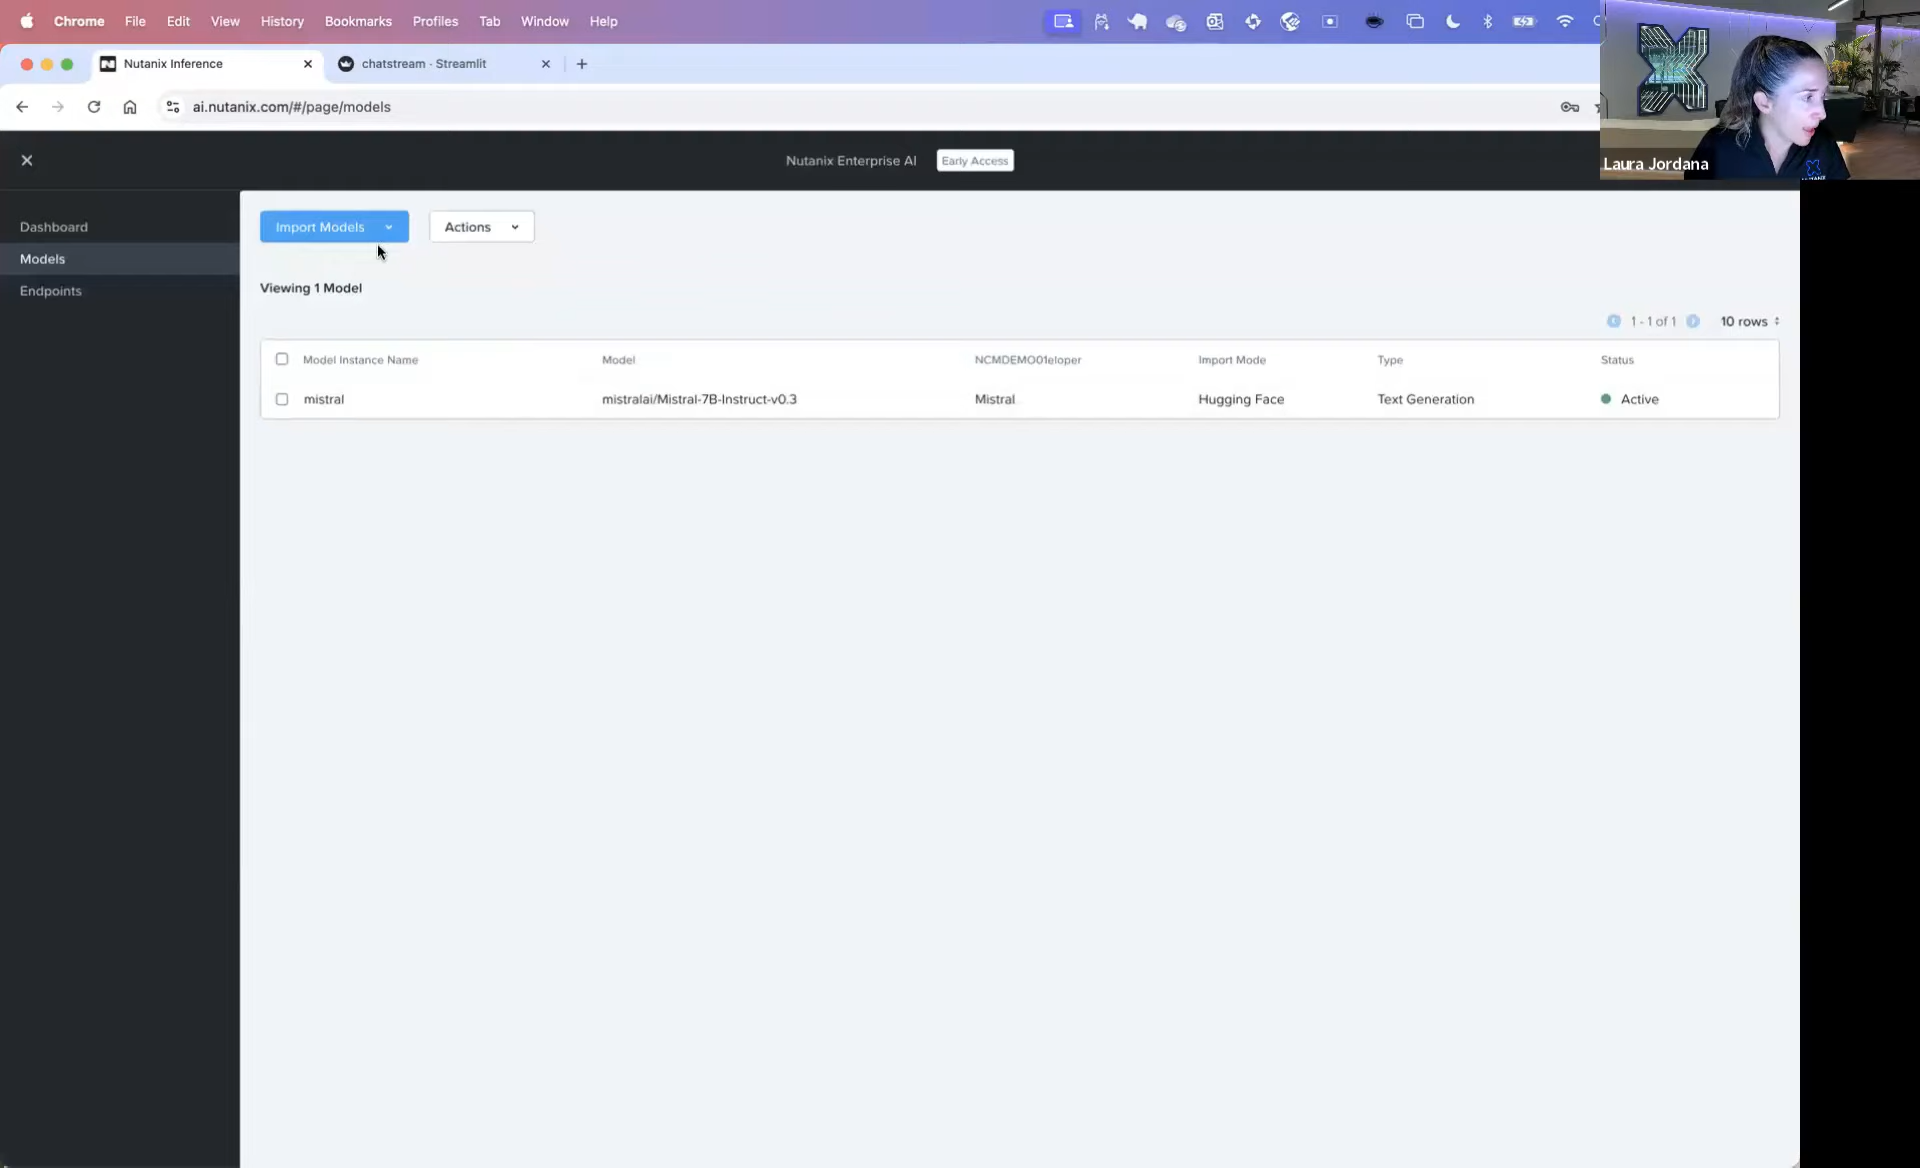 Chrome File Edit View History Bookmarks Profiles Tab Window Help
Nutanix Inference
chatstream · Streamlit
ai.nutanix.com/#/page/models
Laura Jordana
Nutanix Enterprise AI Early Access
Dashboard
Models
Endpoints
Import Models Actions
Viewing 1 Model
1 - 1 of 1 10 rows
Model Instance Name Model NCMDEMO01eloper Import Mode Type Status
mistral mistralai/Mistral-7B-Instruct-v0.3 Mistral Hugging Face Text Generation Active